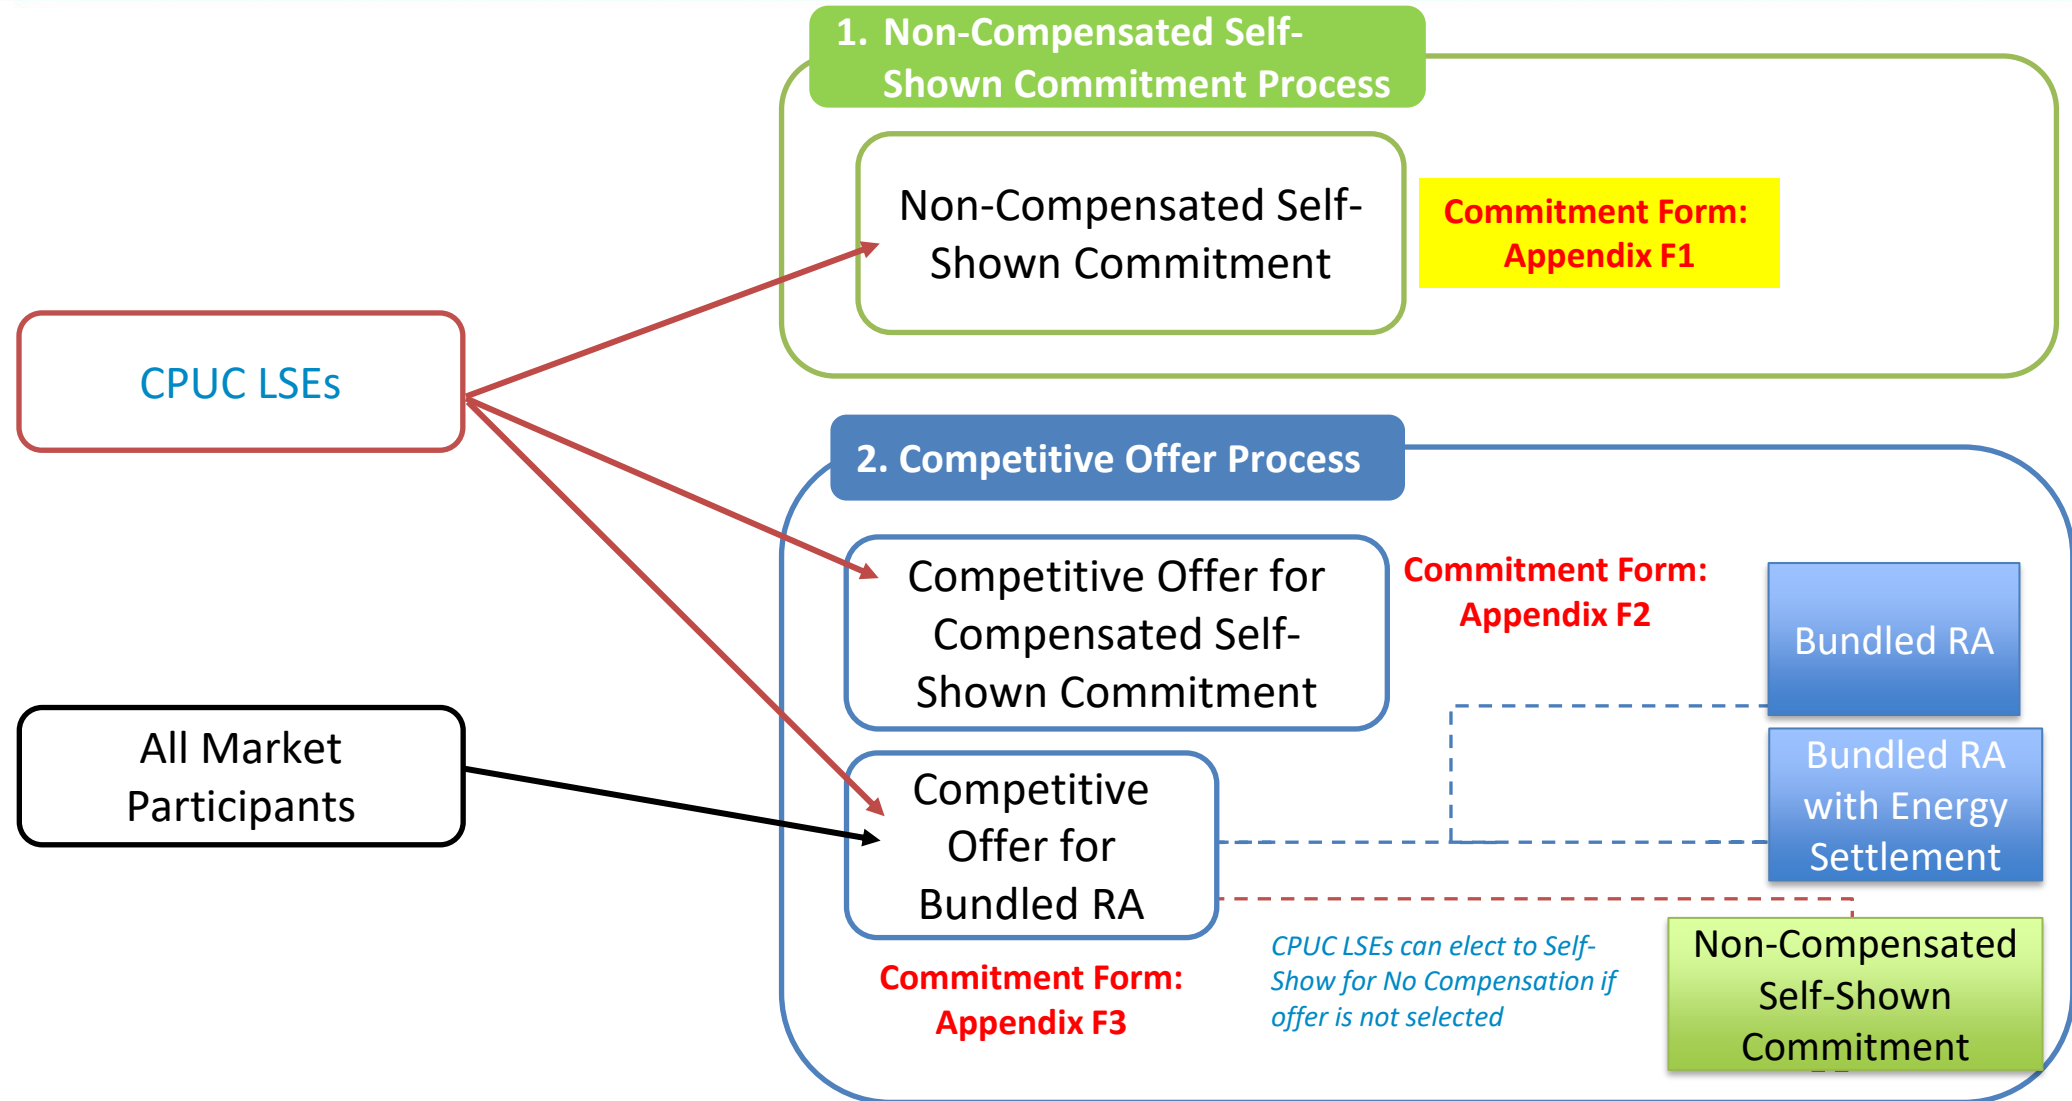 1. Non-Compensated Self-
Shown Commitment Process
Non-Compensated Self-
Shown Commitment
Commitment Form:
Appendix F1
CPUC LSEs
2. Competitive Offer Process
Competitive Offer for
Compensated Self-
Shown Commitment
Commitment Form:
Appendix F2
Bundled RA
All Market
Participants
Competitive
Offer for
Bundled RA
Bundled RA
with Energy
Settlement
Commitment Form:
Appendix F3
CPUC LSEs can elect to Self-
Show for No Compensation if
offer is not selected
Non-Compensated
Self-Shown
Commitment